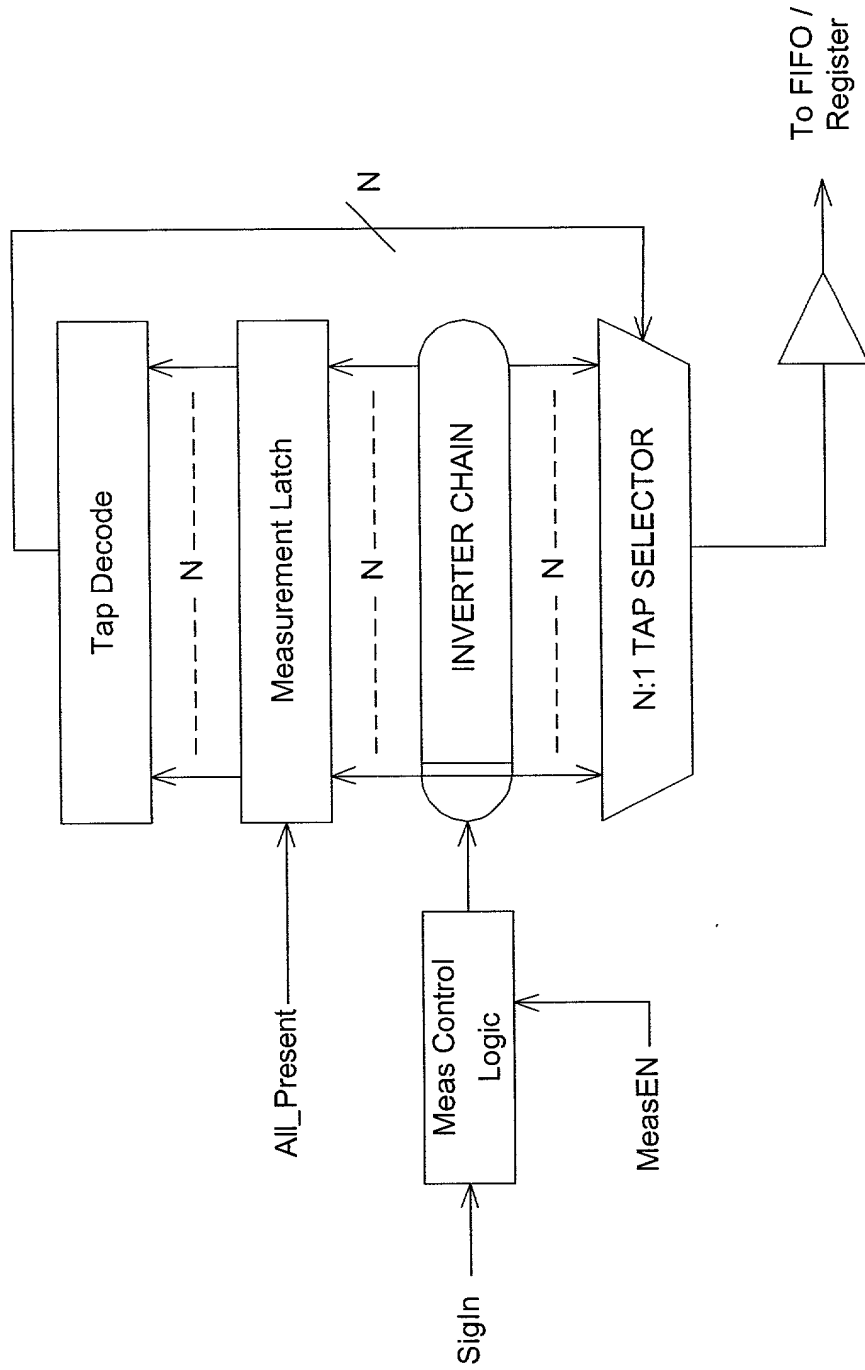 Tap Decode
N
N
Measurement Latch
All_Present
N
INVERTER CHAIN
Meas Control
Logic
SigIn
MeasEN
N
N:1 TAP SELECTOR
To FIFO /
Register